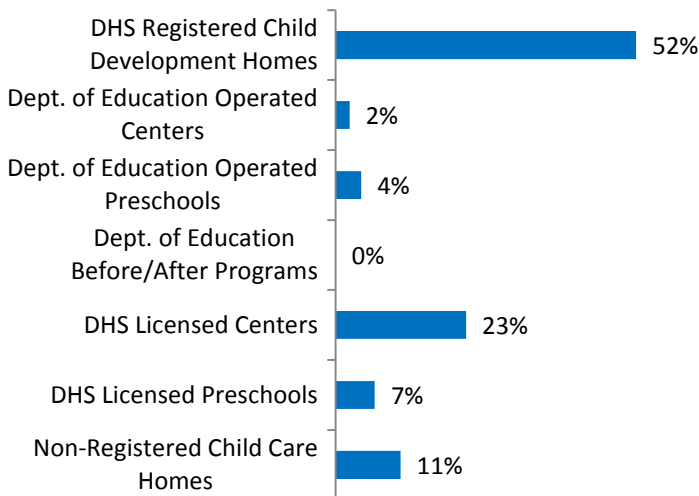 DHS Registered Child
Development Homes
52%
Dept. of Education Operated
Centers
2%
Dept. of Education Operated
Preschools
4%
Dept. of Education
Before/After Programs
0%
DHS Licensed Centers
23%
DHS Licensed Preschools
7%
Non-Registered Child Care
Homes
11%